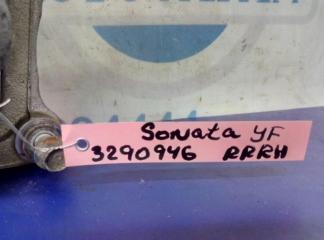 Sonata YF
3290946 RRRH